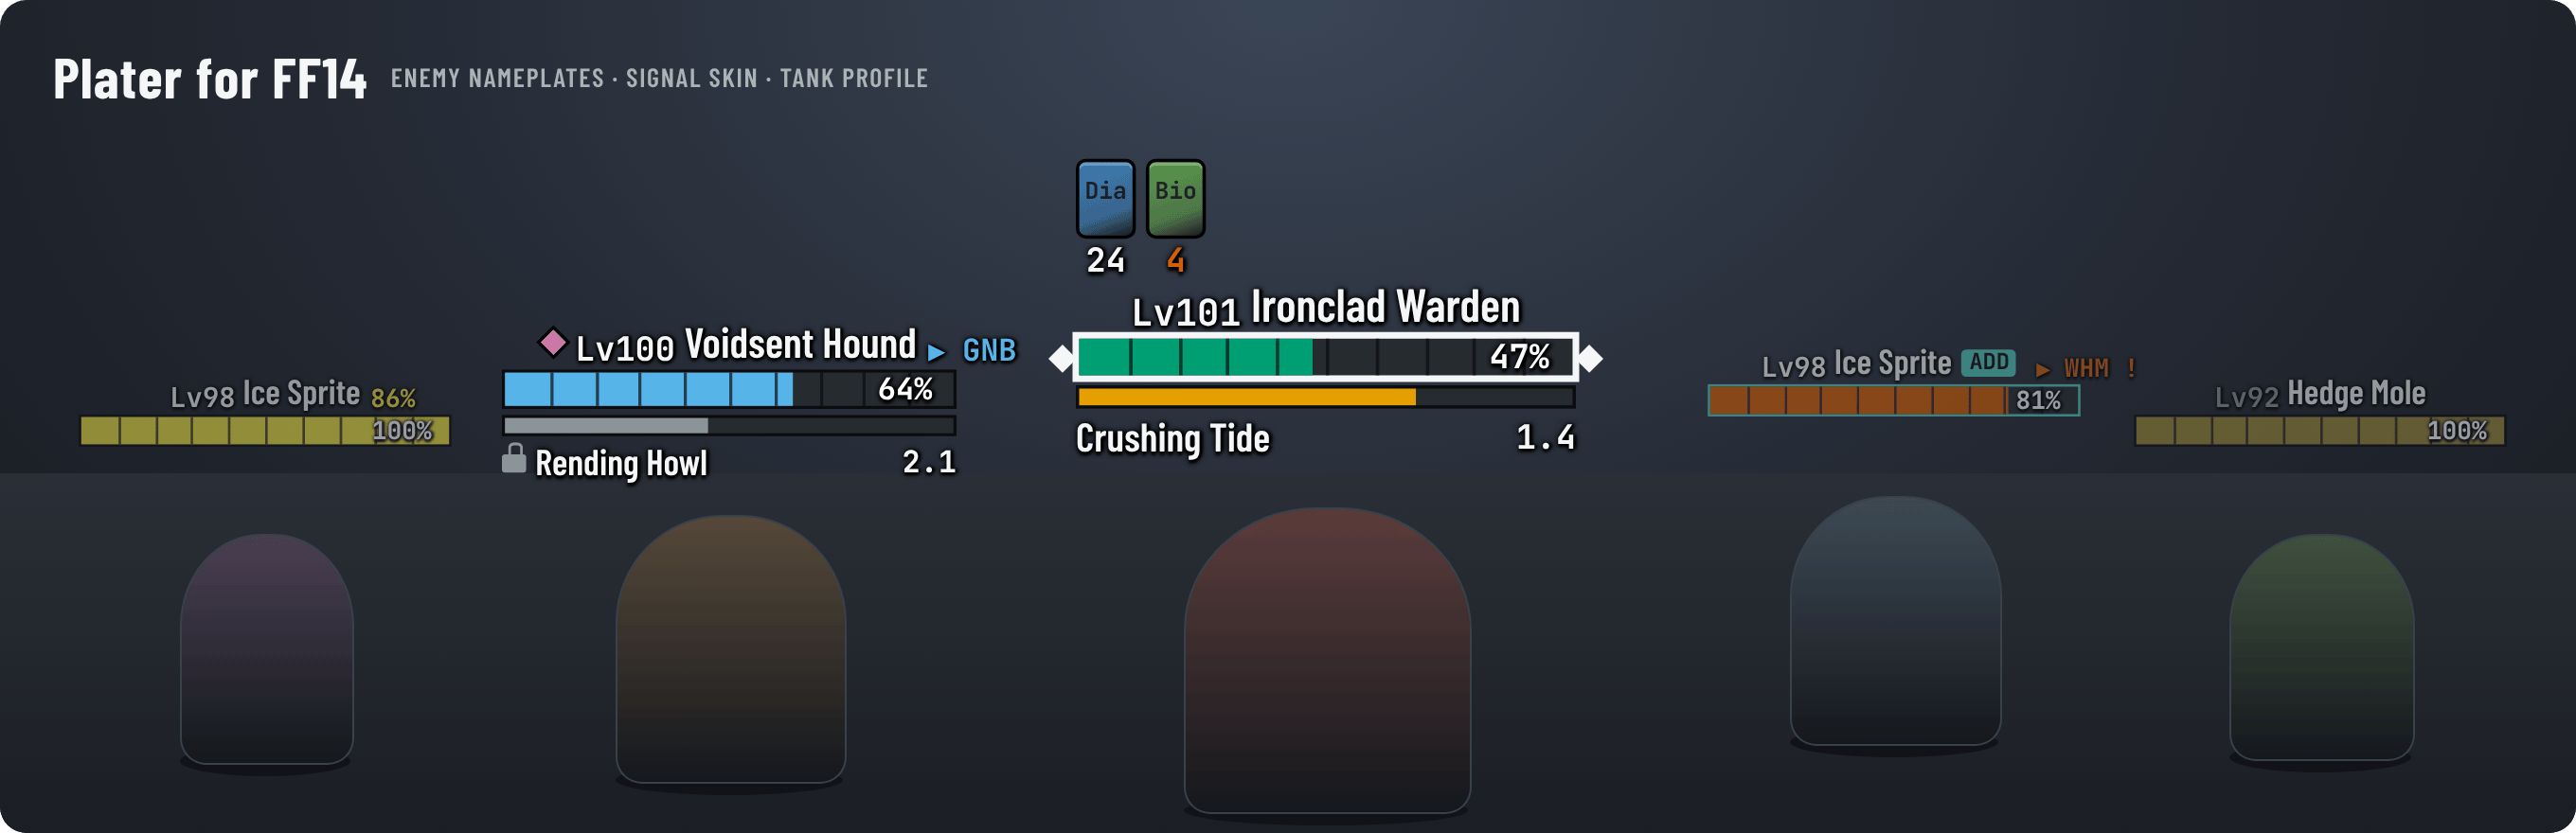 Plater for FF14 ENEMY NAMEPLATES · SIGNAL SKIN · TANK PROFILE
Dia Bio
24 4
Lv101 Ironclad Warden
47%
Crushing Tide 1.4
Lv100 Voidsent Hound ▶ GNB
64%
Rending Howl 2.1
Lv98 Ice Sprite 86%
100%
Lv98 Ice Sprite ADD ▶ WHM !
81%
Lv92 Hedge Mole
100%